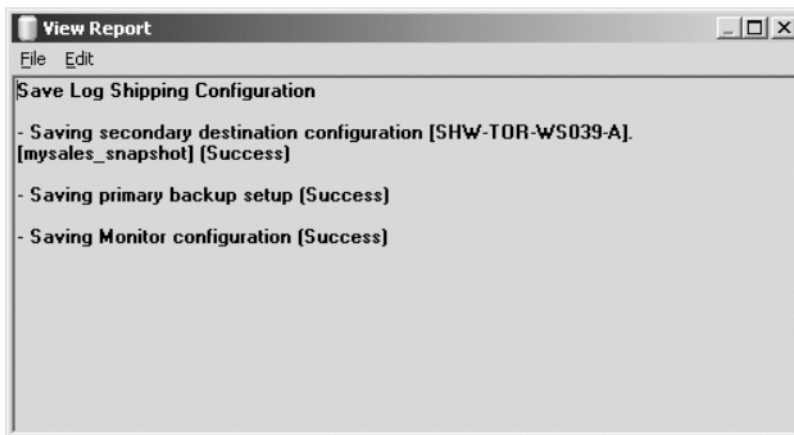 View Report
File Edit
Save Log Shipping Configuration
- Saving secondary destination configuration [SHW-TOR-WS039-A].
[mysales_snapshot] (Success)
- Saving primary backup setup (Success)
- Saving Monitor configuration (Success)